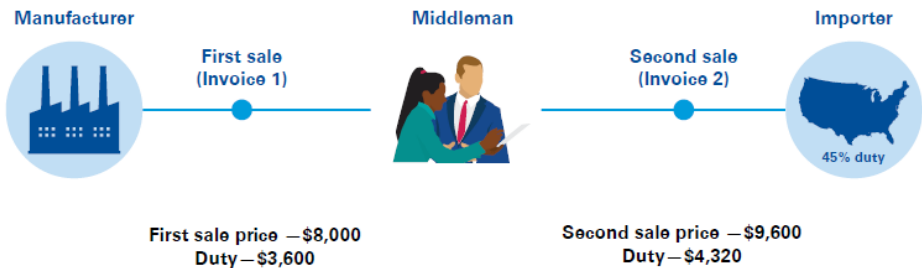 Manufacturer
Middleman
Importer
First sale
(Invoice 1)
Second sale
(Invoice 2)
45% duty
First sale price —$8,000
Duty—$3,600
Second sale price —$9,600
Duty—$4,320